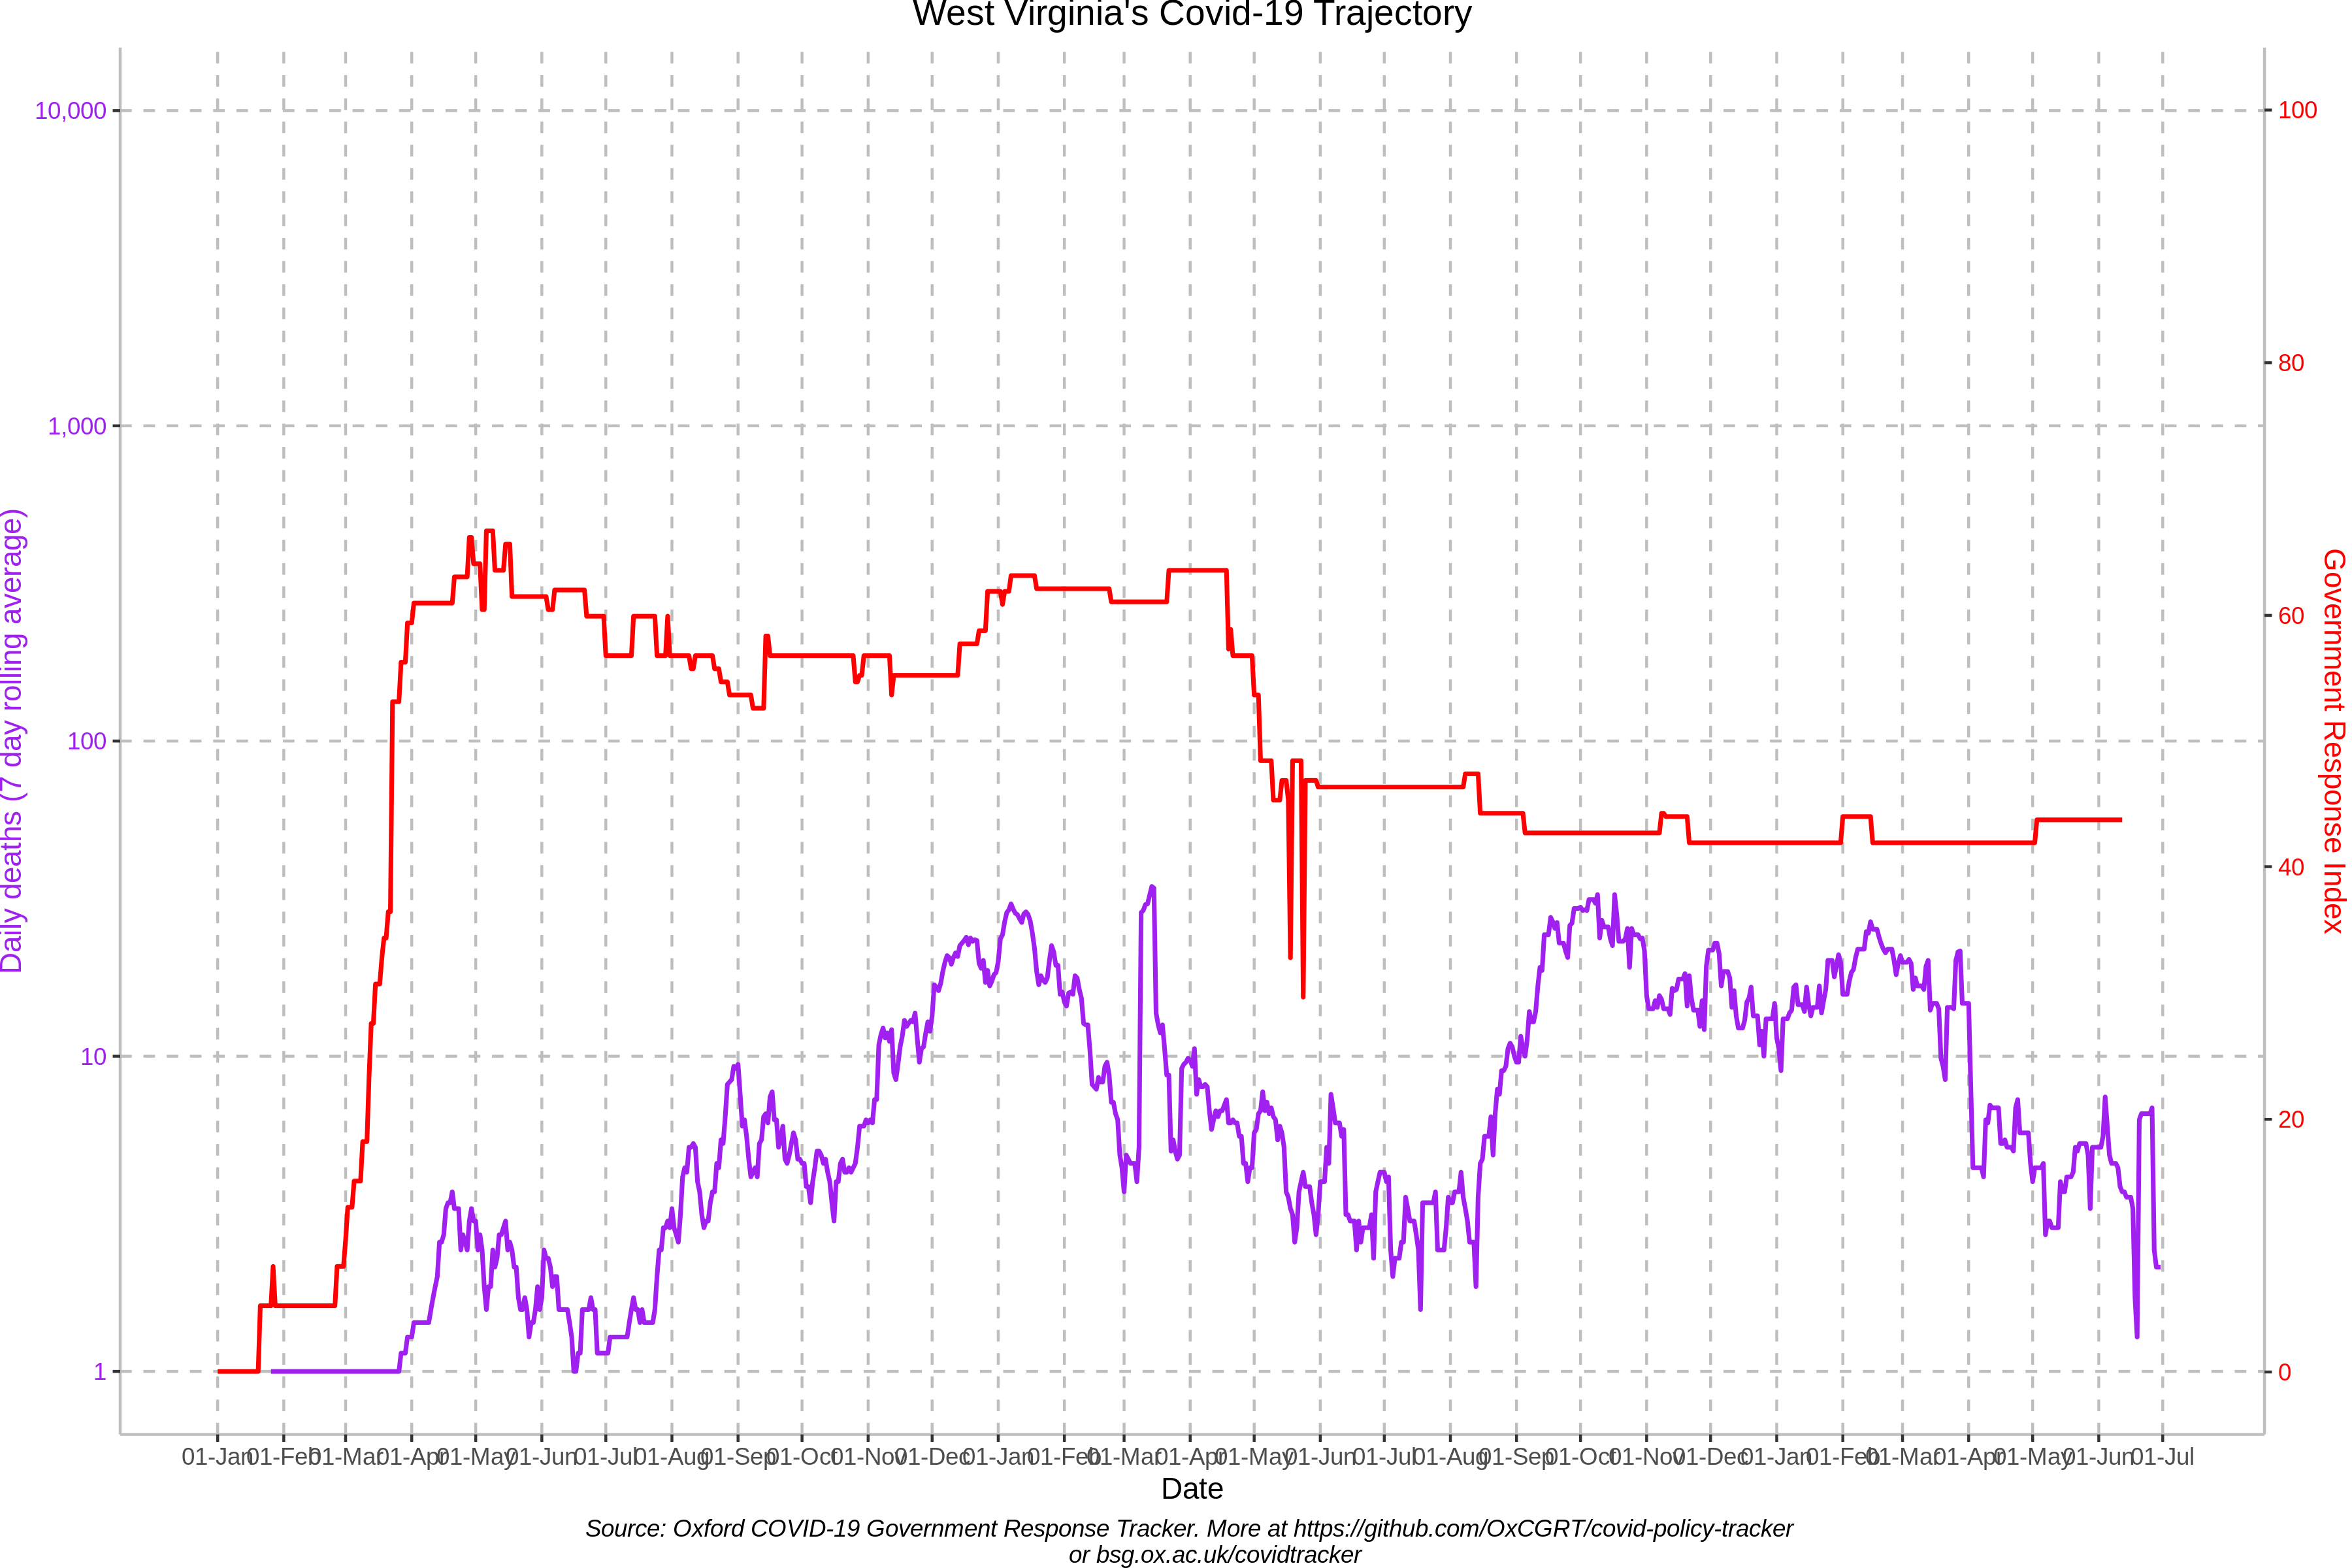 West Virginia's Covid-19 Trajectory
10,000
1,000
100
10
1
Daily deaths (7 day rolling average)
100
80
60
40
20
0
Government Response Index
01-Jan 01-Feb 01-Mar 01-Apr 01-May 01-Jun 01-Jul 01-Aug 01-Sep 01-Oct 01-Nov 01-Dec 01-Jan 01-Feb 01-Mar 01-Apr 01-May 01-Jun 01-Jul 01-Aug 01-Sep 01-Oct 01-Nov 01-Dec 01-Jan 01-Feb 01-Mar 01-Apr 01-May 01-Jun 01-Jul
Date
Source: Oxford COVID-19 Government Response Tracker. More at https://github.com/OxCGRT/covid-policy-tracker
or bsg.ox.ac.uk/covidtracker